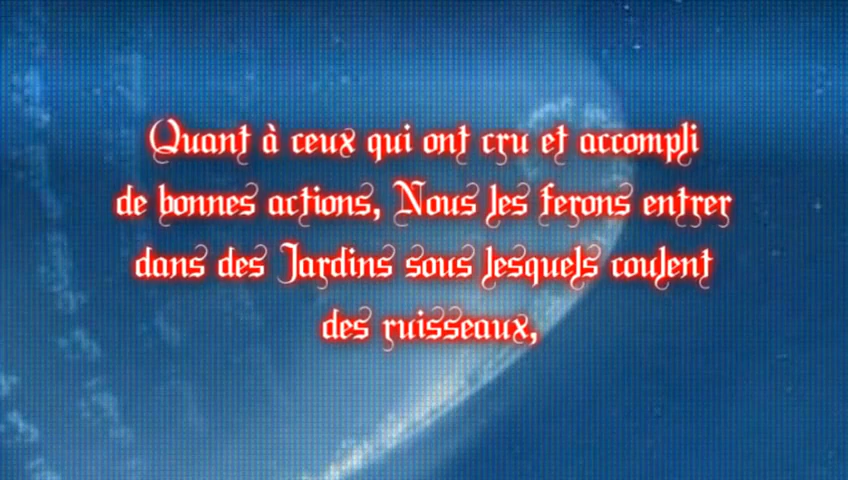 Quant à ceux qui ont cru et accompli
de bonnes actions, Nous les ferons entrer
dans des Jardins sous lesquels coulent
des ruisseaux,